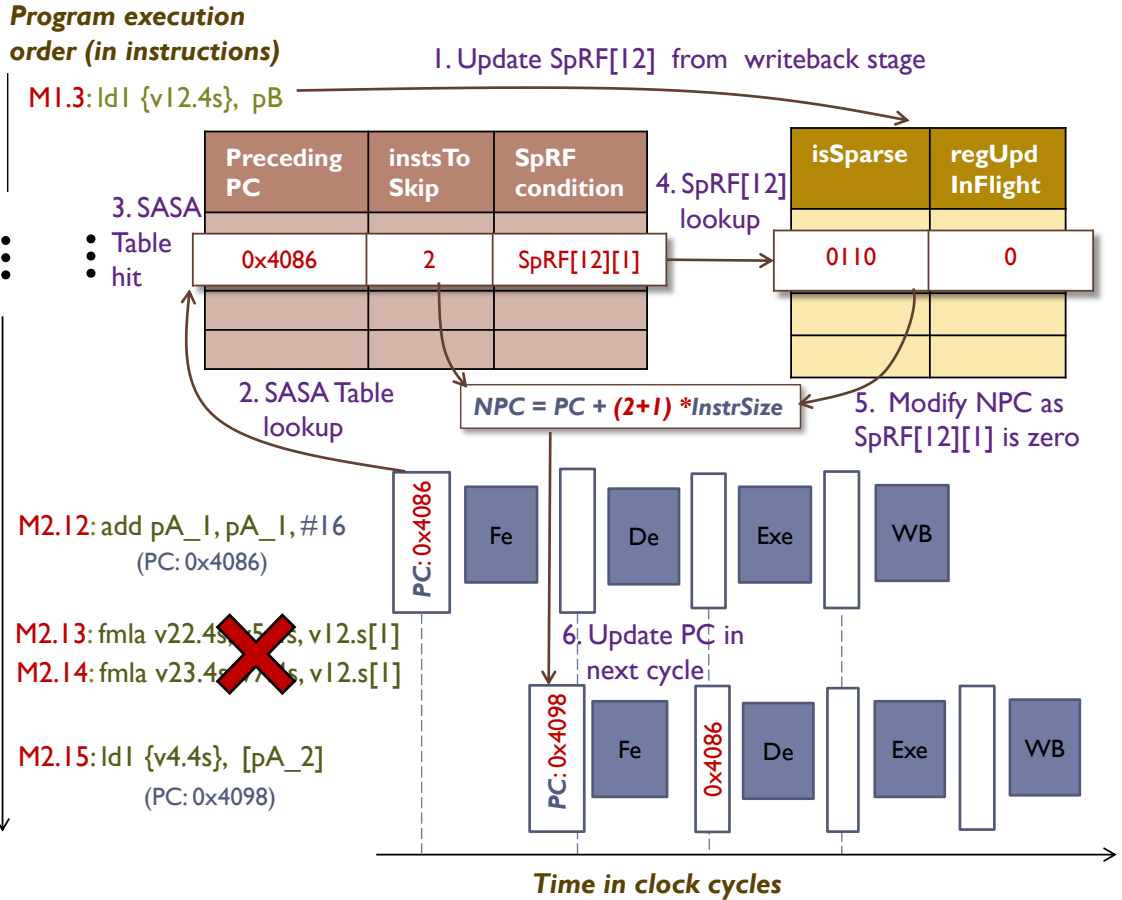 Program execution
order (in instructions)
1. Update SpRF[12] from writeback stage
M1.3: ld1 {v12.4s}, pB
Preceding
PC
instsTo
Skip
SpRF
condition
isSparse
regUpd
InFlight
3. SASA
Table
hit
4. SpRF[12]
lookup
0x4086
2
SpRF[12][1]
0110
0
2. SASA Table
lookup
NPC = PC + (2+1) *InstrSize
5. Modify NPC as
SpRF[12][1] is zero
M2.12: add pA_1, pA_1, #16
(PC: 0x4086)
PC: 0x4086
Fe
De
Exe
WB
M2.13: fmla v22.4s, v5 s, v12.s[1]
M2.14: fmla v23.4s, v7 4s, v12.s[1]
6. Update PC in
next cycle
M2.15: ld1 {v4.4s}, [pA_2]
(PC: 0x4098)
PC: 0x4098
Fe
0x4086
De
Exe
WB
Time in clock cycles